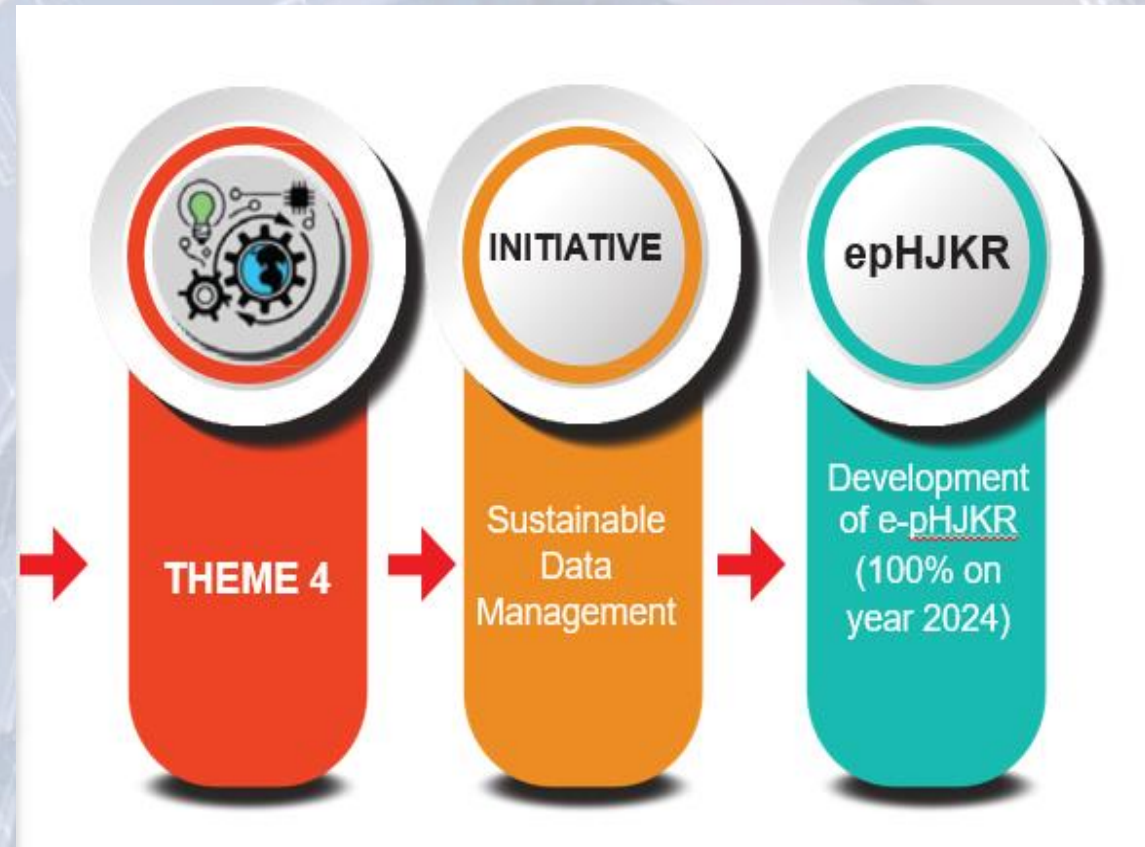 THEME 4
INITIATIVE
Sustainable
Data
Management
epHJKR
Development
of e-pHJKR
(100% on
year 2024)